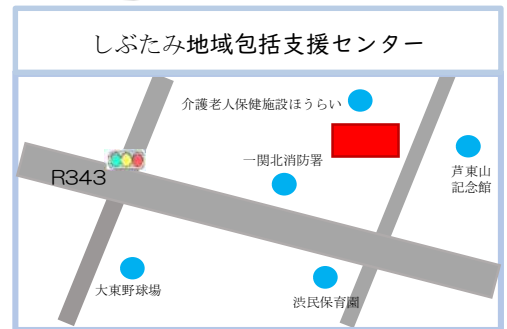 しぶたみ地域包括支援センター
介護老人保健施設ほうらい
一関北消防署
R343
芦東山
記念館
大東野球場
渋民保育園